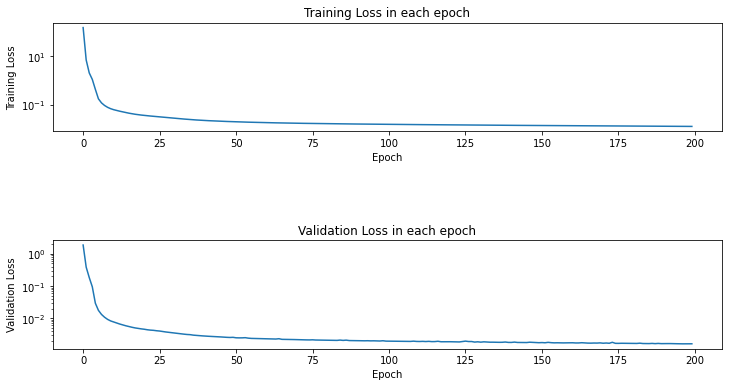 Training Loss in each epoch
Training Loss
10¹
10⁻¹
0 25 50 75 100 125 150 175 200
Epoch
Validation Loss in each epoch
Validation Loss
10⁰
10⁻¹
10⁻²
0 25 50 75 100 125 150 175 200
Epoch